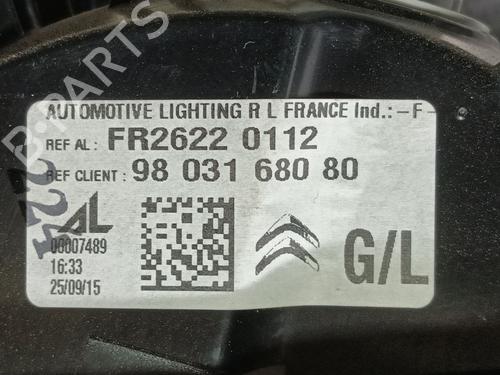 B-PARTS
AUTOMOTIVE LIGHTING R L FRANCE Ind.: -F-
REF AL : FR2622 0112
REF CLIENT : 98 031 680 80
224
AL
00007489
16:33
25/09/15
G/L